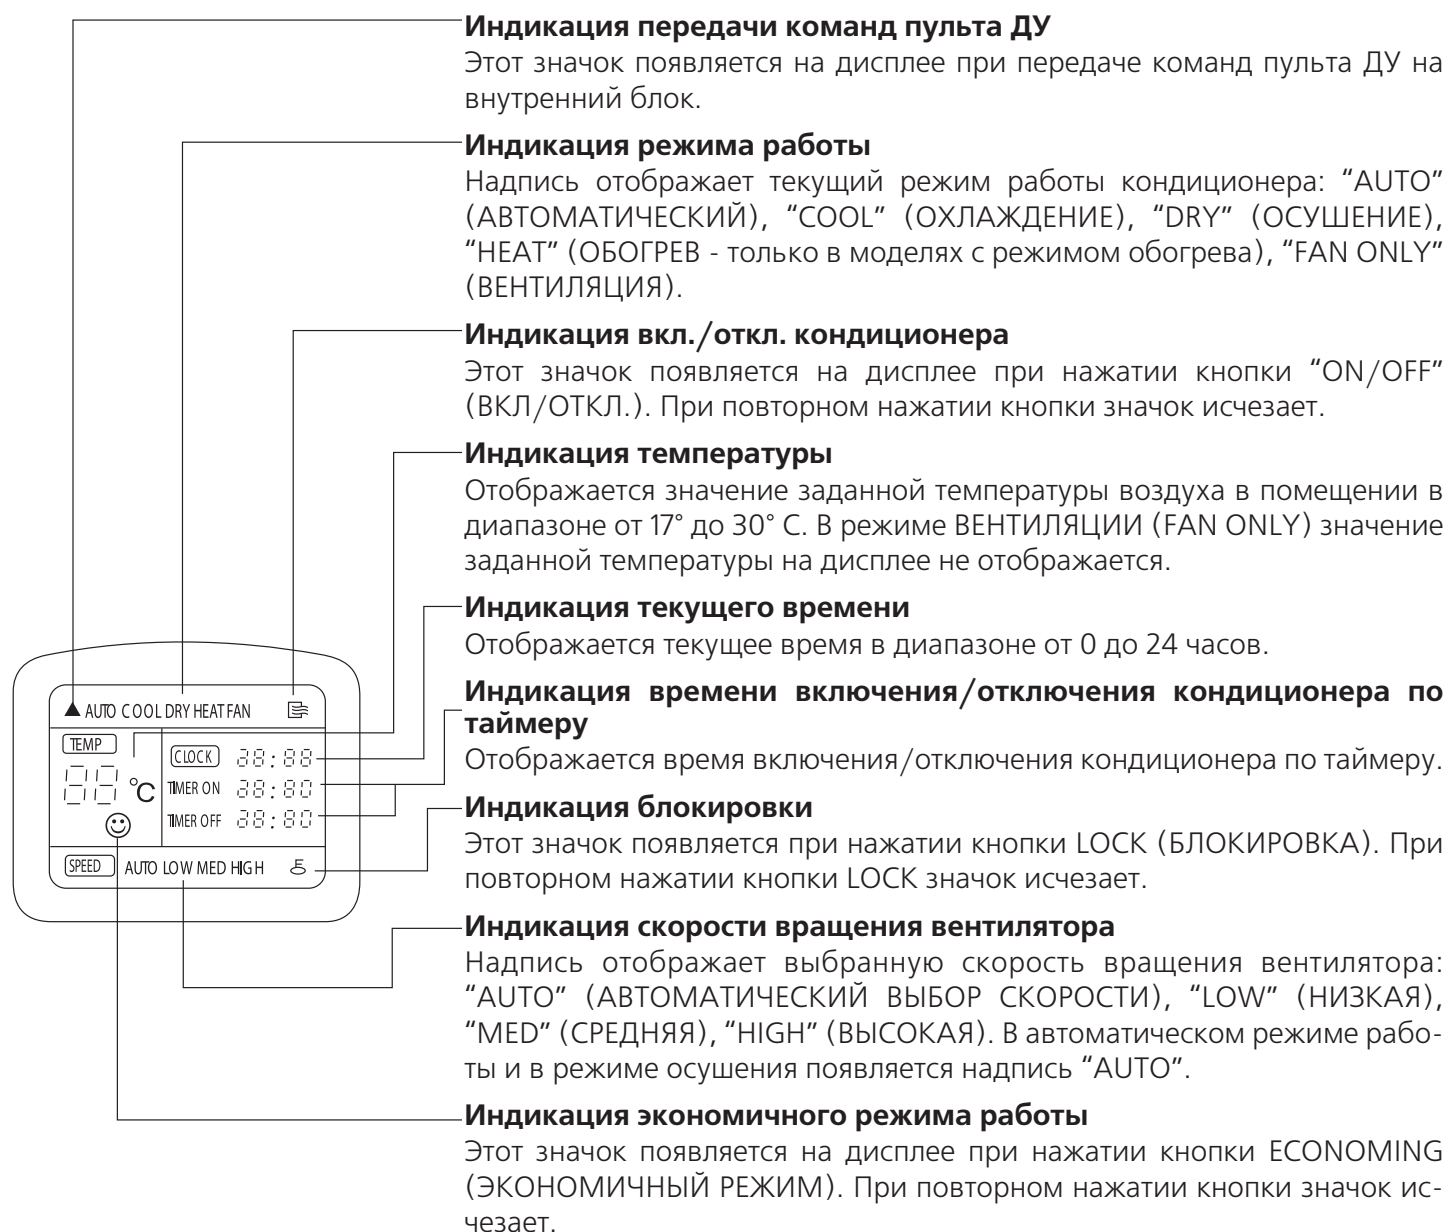 Индикация передачи команд пульта ДУ
Этот значок появляется на дисплее при передаче команд пульта ДУ на
внутренний блок.
Индикация режима работы
Надпись отображает текущий режим работы кондиционера: “AUTO”
(АВТОМАТИЧЕСКИЙ), “COOL” (ОХЛАЖДЕНИЕ), “DRY” (ОСУШЕНИЕ),
“HEAT” (ОБОГРЕВ - только в моделях с режимом обогрева), “FAN ONLY”
(ВЕНТИЛЯЦИЯ).
Индикация вкл./откл. кондиционера
Этот значок появляется на дисплее при нажатии кнопки “ON/OFF”
(ВКЛ/ОТКЛ.). При повторном нажатии кнопки значок исчезает.
Индикация температуры
Отображается значение заданной температуры воздуха в помещении в
диапазоне от 17° до 30° С. В режиме ВЕНТИЛЯЦИИ (FAN ONLY) значение
заданной температуры на дисплее не отображается.
Индикация текущего времени
Отображается текущее время в диапазоне от 0 до 24 часов.
Индикация времени включения/отключения кондиционера по
таймеру
Отображается время включения/отключения кондиционера по таймеру.
Индикация блокировки
Этот значок появляется при нажатии кнопки LOCK (БЛОКИРОВКА). При
повторном нажатии кнопки LOCK значок исчезает.
Индикация скорости вращения вентилятора
Надпись отображает выбранную скорость вращения вентилятора:
“AUTO” (АВТОМАТИЧЕСКИЙ ВЫБОР СКОРОСТИ), “LOW” (НИЗКАЯ),
“MED” (СРЕДНЯЯ), “HIGH” (ВЫСОКАЯ). В автоматическом режиме рабо-
ты и в режиме осушения появляется надпись “AUTO”.
Индикация экономичного режима работы
Этот значок появляется на дисплее при нажатии кнопки ECONOMING
(ЭКОНОМИЧНЫЙ РЕЖИМ). При повторном нажатии кнопки значок ис-
чезает.
AUTO COOL DRY HEAT FAN
TEMP
88 °C
CLOCK 88:88
TIMER ON 88:80
TIMER OFF 88:80
SPEED AUTO LOW MED HIGH